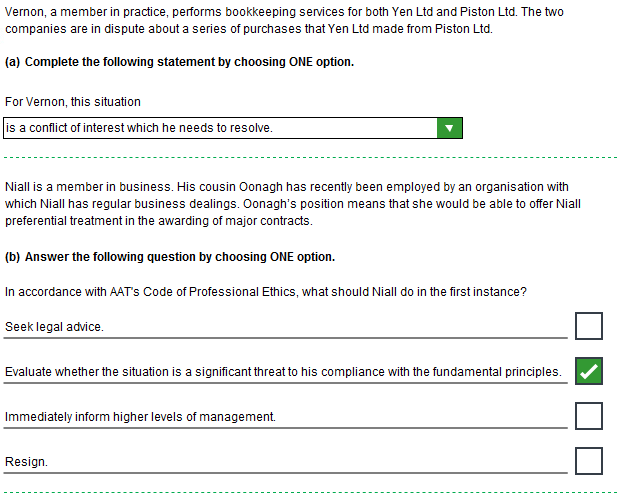 Vernon, a member in practice, performs bookkeeping services for both Yen Ltd and Piston Ltd. The two
companies are in dispute about a series of purchases that Yen Ltd made from Piston Ltd.
(a) Complete the following statement by choosing ONE option.
For Vernon, this situation
is a conflict of interest which he needs to resolve.
Niall is a member in business. His cousin Oonagh has recently been employed by an organisation with
which Niall has regular business dealings. Oonagh's position means that she would be able to offer Niall
preferential treatment in the awarding of major contracts.
(b) Answer the following question by choosing ONE option.
In accordance with AAT's Code of Professional Ethics, what should Niall do in the first instance?
Seek legal advice.
Evaluate whether the situation is a significant threat to his compliance with the fundamental principles.
Immediately inform higher levels of management.
Resign.